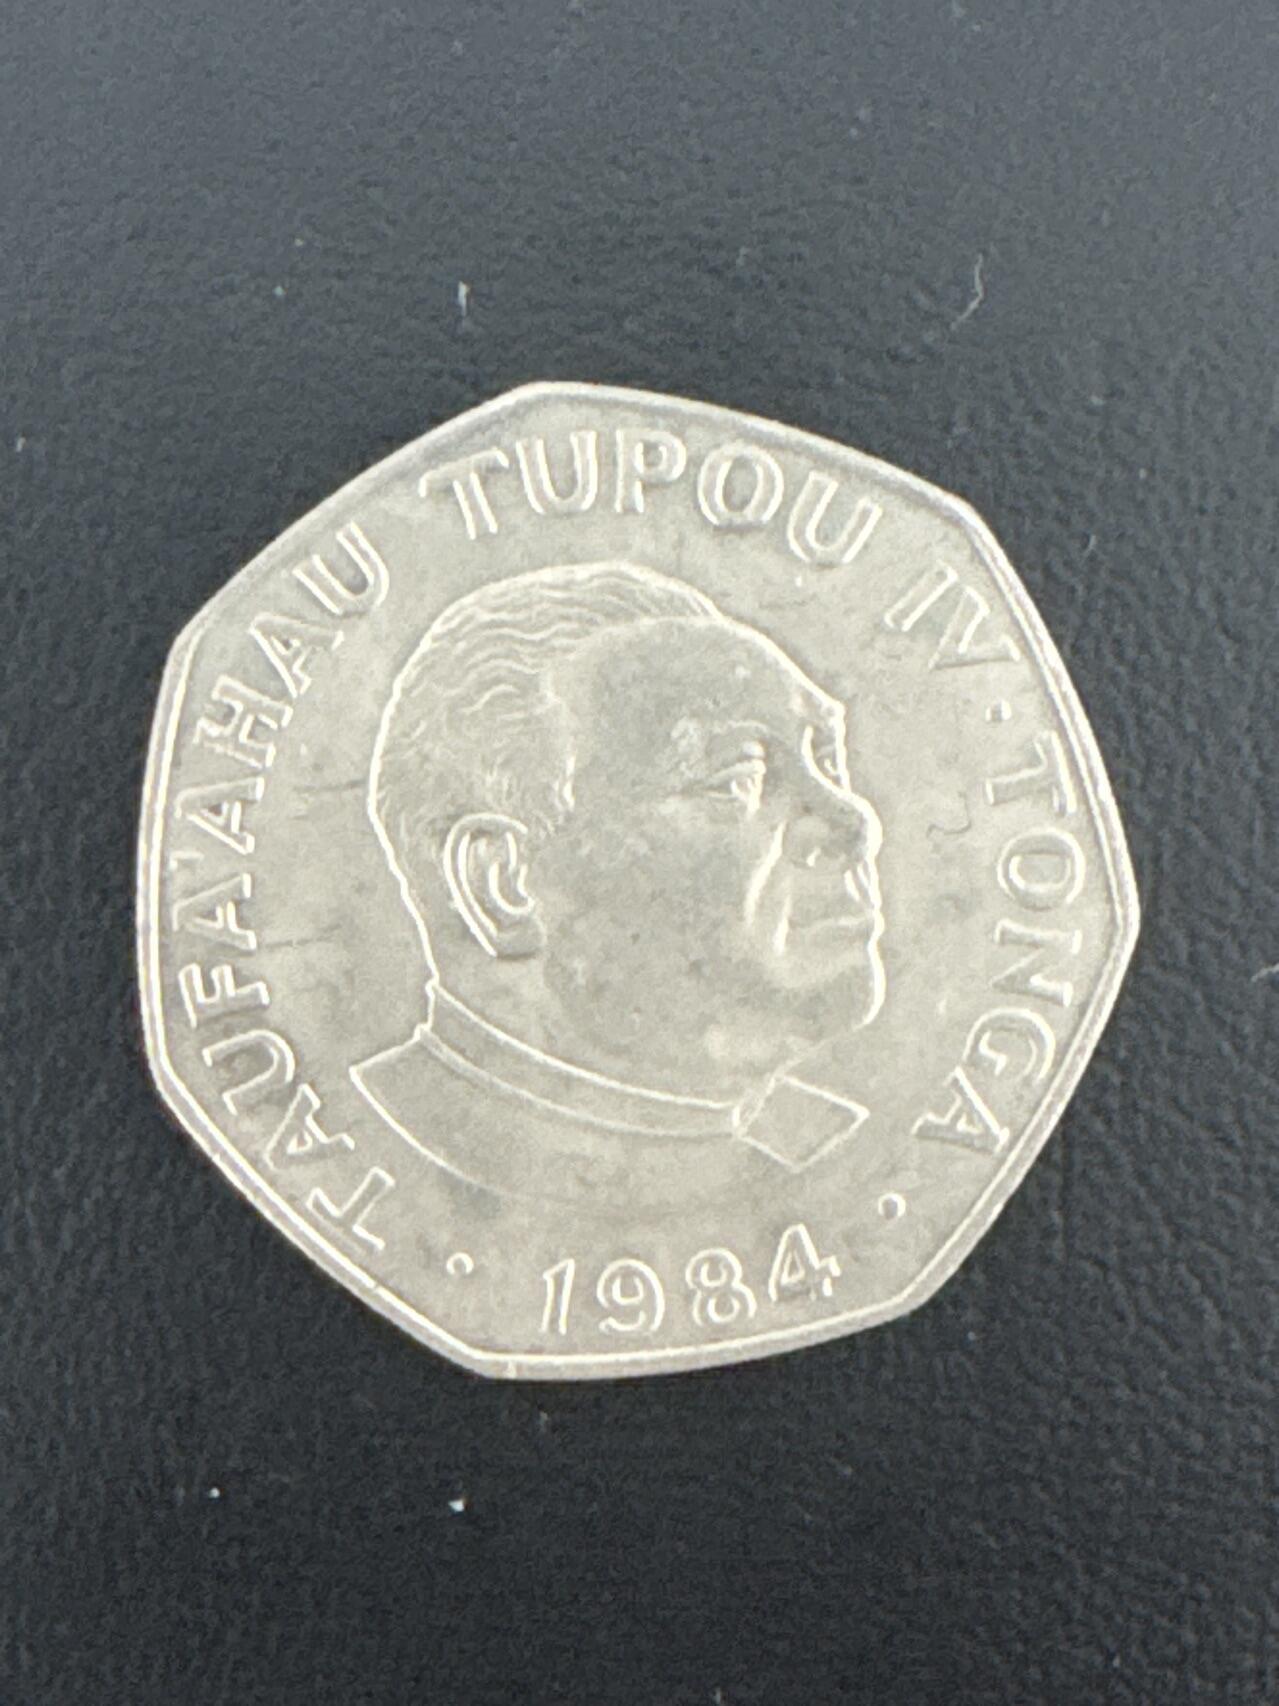 TAUFA'AHAU TUPOU IV · TONGA ·
1984 ·